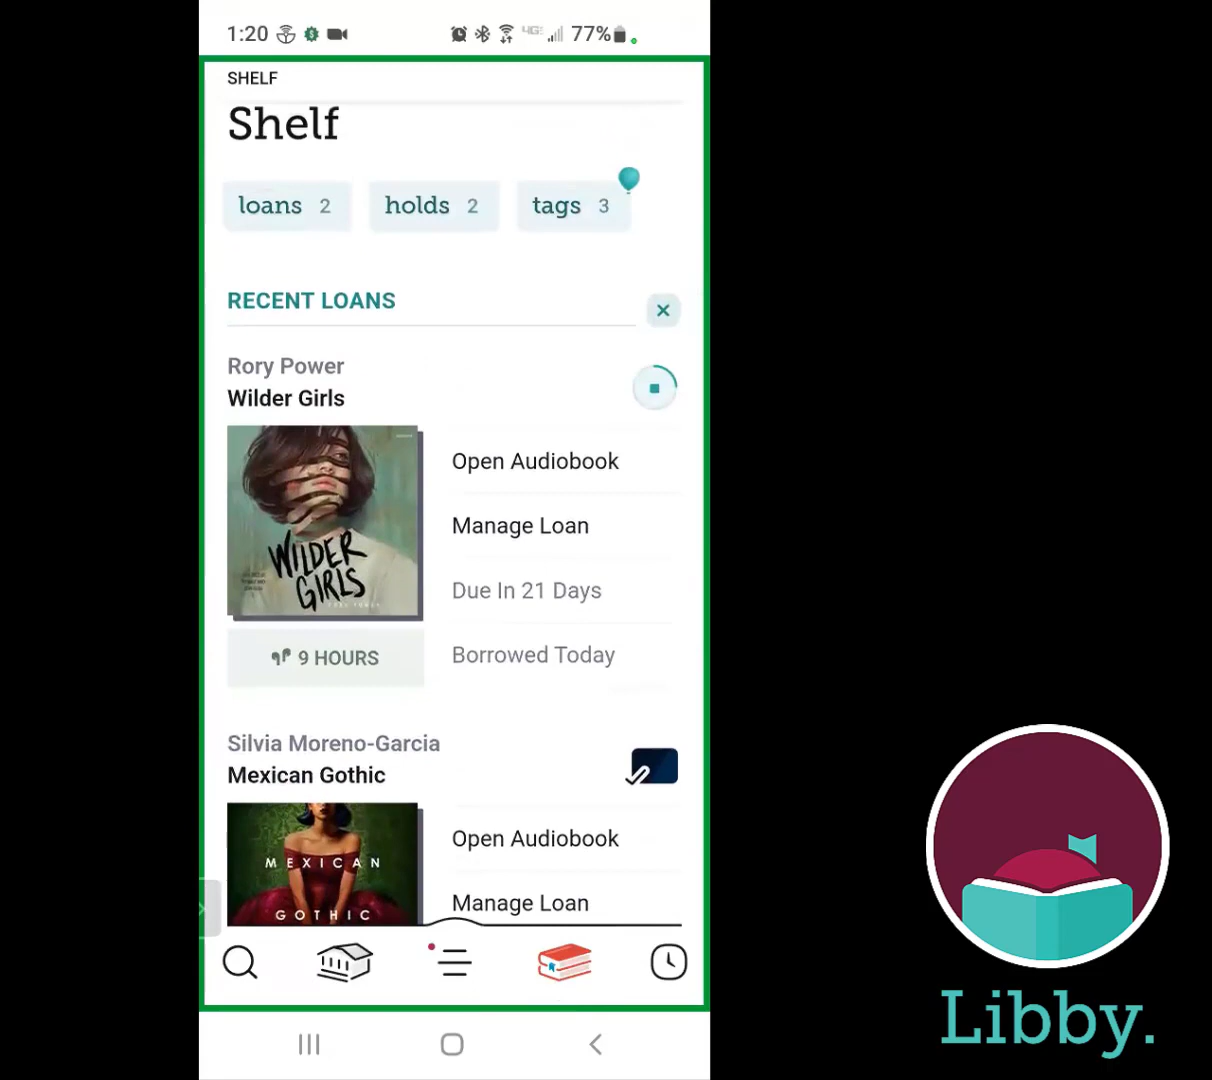 1:20 4G 77%
SHELF
Shelf
loans 2 holds 2 tags 3
RECENT LOANS
Rory Power
Wilder Girls
WILDER
GIRLS
Open Audiobook
Manage Loan
Due In 21 Days
Borrowed Today
9 HOURS
Silvia Moreno-Garcia
Mexican Gothic
MEXICAN
GOTHIC
Open Audiobook
Manage Loan
Libby.